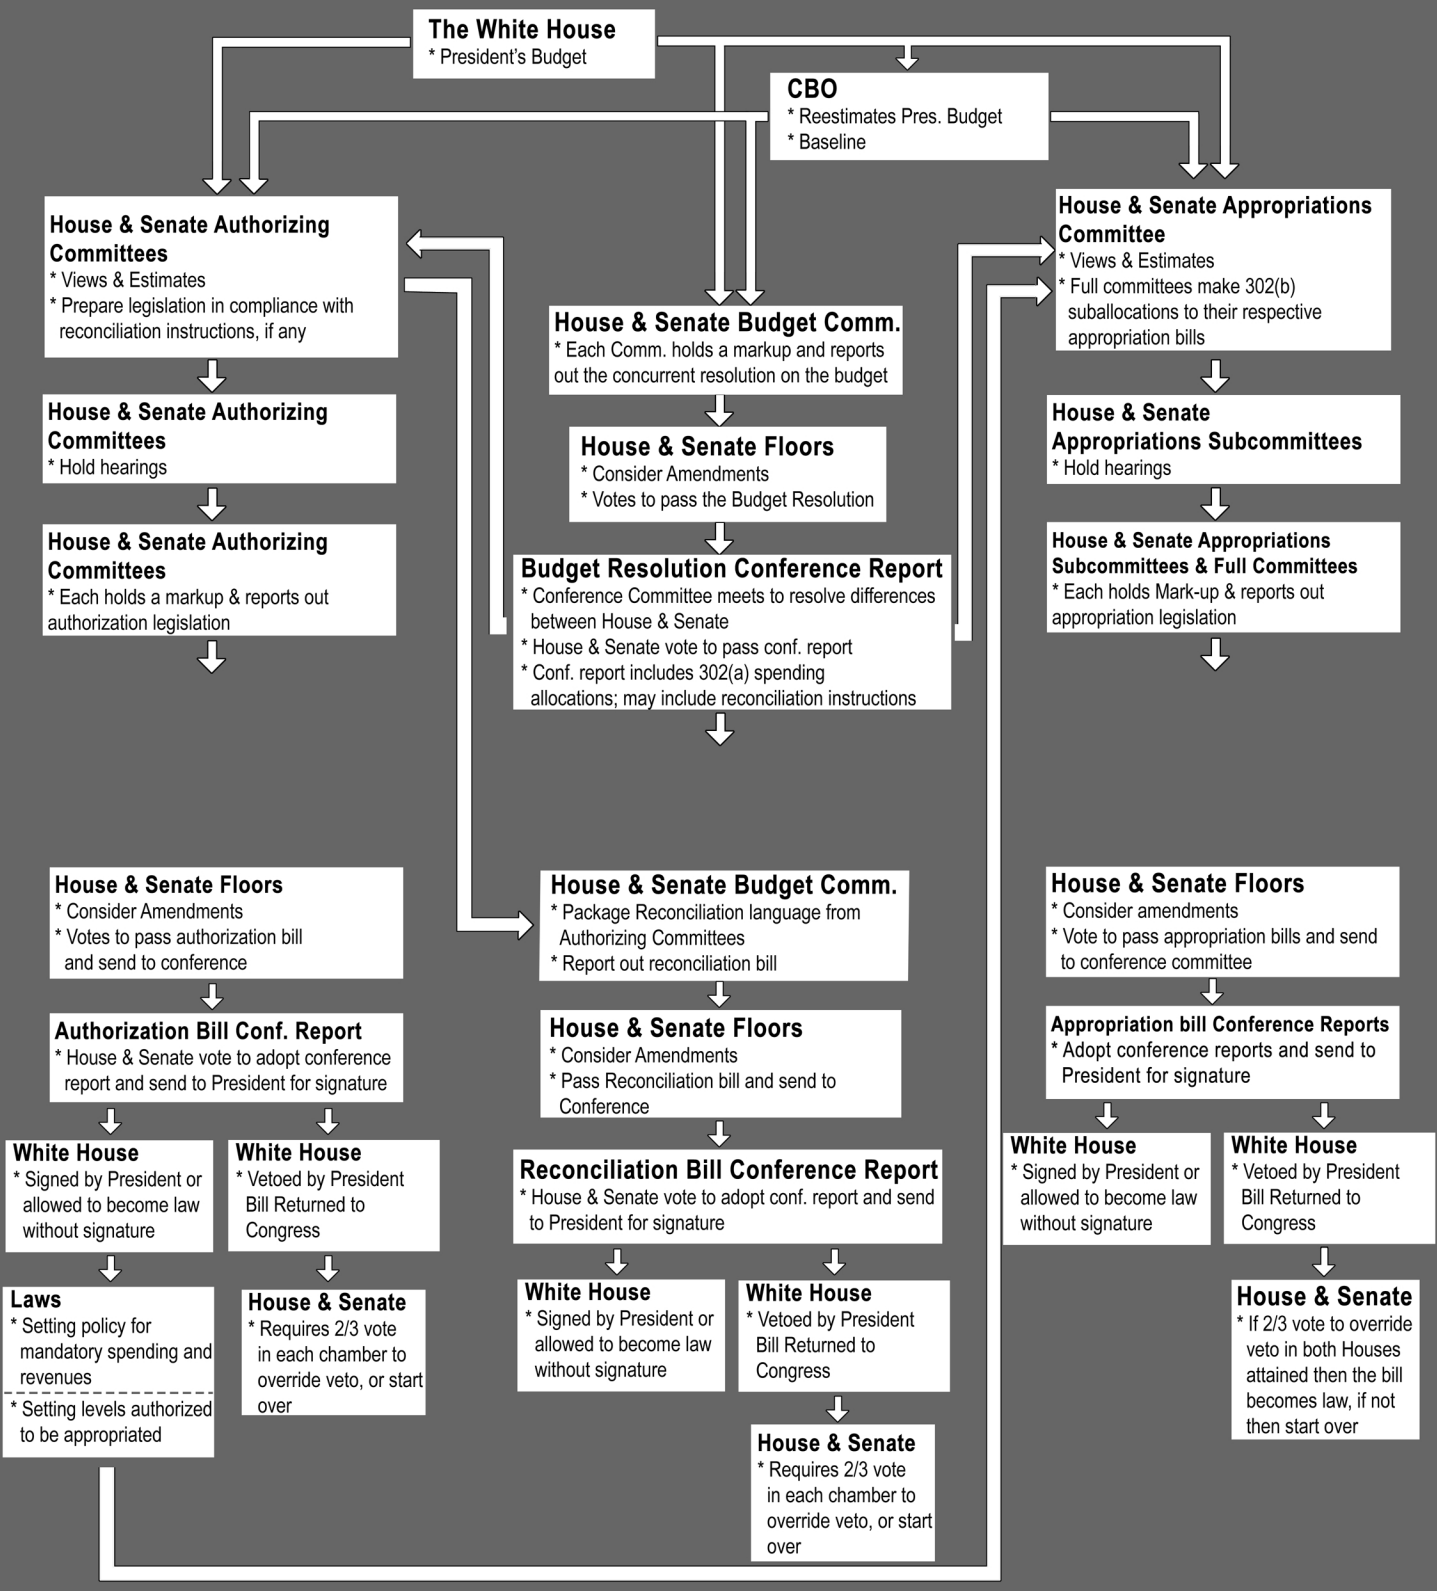 The White House
* President's Budget
CBO
* Reestimates Pres. Budget
* Baseline
House & Senate Authorizing
Committees
* Views & Estimates
* Prepare legislation in compliance with
reconciliation instructions, if any
House & Senate Authorizing
Committees
* Hold hearings
House & Senate Authorizing
Committees
* Each holds a markup & reports out
authorization legislation
House & Senate Budget Comm.
* Each Comm. holds a markup and reports
out the concurrent resolution on the budget
House & Senate Floors
* Consider Amendments
* Votes to pass the Budget Resolution
Budget Resolution Conference Report
* Conference Committee meets to resolve differences
between House & Senate
* House & Senate vote to pass conf. report
* Conf. report includes 302(a) spending
allocations; may include reconciliation instructions
House & Senate Appropriations
Committee
* Views & Estimates
* Full committees make 302(b)
suballocations to their respective
appropriation bills
House & Senate
Appropriations Subcommittees
* Hold hearings
House & Senate Appropriations
Subcommittees & Full Committees
* Each holds Mark-up & reports out
appropriation legislation
House & Senate Floors
* Consider Amendments
* Votes to pass authorization bill
and send to conference
Authorization Bill Conf. Report
* House & Senate vote to adopt conference
report and send to President for signature
White House
* Signed by President or
allowed to become law
without signature
White House
* Vetoed by President
Bill Returned to
Congress
Laws
* Setting policy for
mandatory spending and
revenues
* Setting levels authorized
to be appropriated
House & Senate
* Requires 2/3 vote
in each chamber to
override veto, or start
over
House & Senate Budget Comm.
* Package Reconciliation language from
Authorizing Committees
* Report out reconciliation bill
House & Senate Floors
* Consider Amendments
* Pass Reconciliation bill and send to
Conference
Reconciliation Bill Conference Report
* House & Senate vote to adopt conf. report and send
to President for signature
White House
* Signed by President or
allowed to become law
without signature
White House
* Vetoed by President
Bill Returned to
Congress
House & Senate
* Requires 2/3 vote
in each chamber to
override veto, or start
over
House & Senate Floors
* Consider amendments
* Vote to pass appropriation bills and send
to conference committee
Appropriation bill Conference Reports
* Adopt conference reports and send to
President for signature
White House
* Signed by President or
allowed to become law
without signature
White House
* Vetoed by President
Bill Returned to
Congress
House & Senate
* If 2/3 vote to override
veto in both Houses
attained then the bill
becomes law, if not
then start over